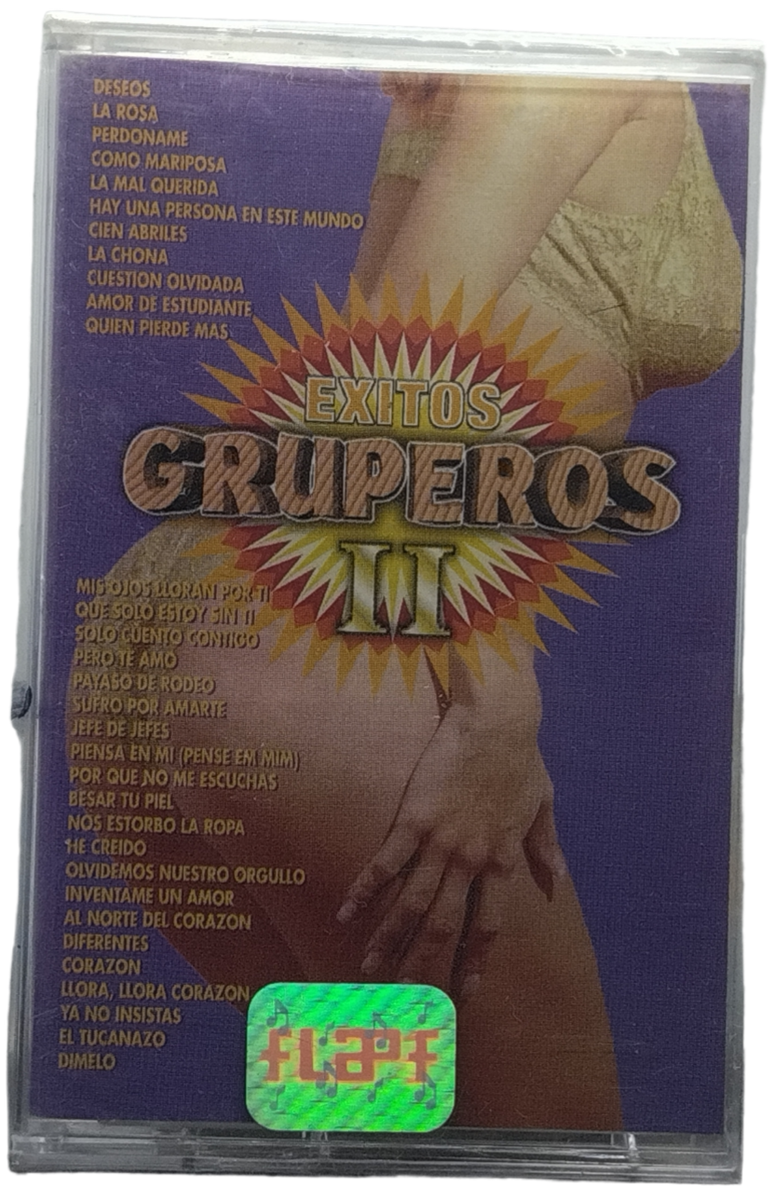 DESEOS
LA ROSA
PERDONAME
COMO MARIPOSA
LA MAL QUERIDA
HAY UNA PERSONA EN ESTE MUNDO
CIEN ABRILES
LA CHONA
CUESTION OLVIDADA
AMOR DE ESTUDIANTE
QUIEN PIERDE MAS
EXITOS
GRUPEROS
II
MIS OJOS LLORAN POR TI
QUE SOLO ESTOY SIN TI
SOLO CUENTO CONTIGO
PERO TE AMO
PAYASO DE RODEO
SUFRO POR AMARTE
JEFE DE JEFES
PIENSA EN MI (PENSE EM MIM)
POR QUE NO ME ESCUCHAS
BESAR TU PIEL
NOS ESTORBO LA ROPA
HE CREIDO
OLVIDEMOS NUESTRO ORGULLO
INVENTAME UN AMOR
AL NORTE DEL CORAZON
DIFERENTES
CORAZON
LLORA, LLORA CORAZON
YA NO INSISTAS
EL TUCANAZO
DIMELO
FLAPF